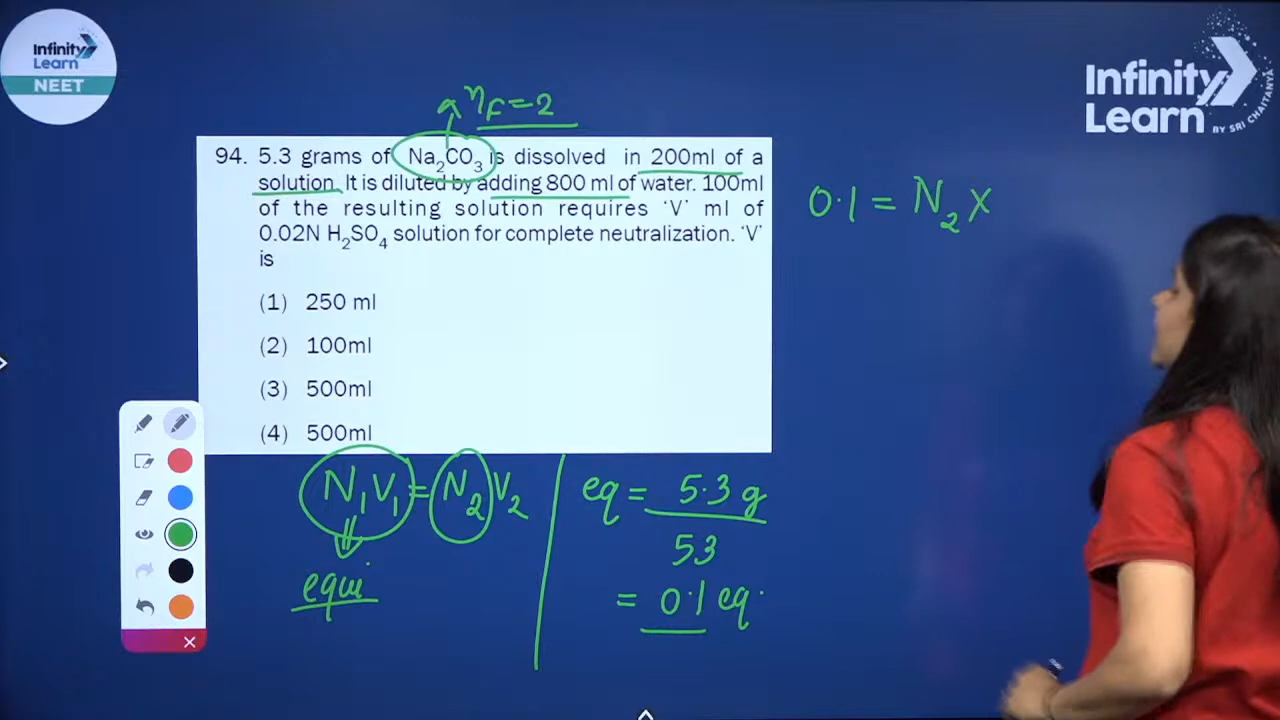 Infinity
Learn
NEET
Infinity
Learn
BY SRI CHAITANYA
ηF = 2
94. 5.3 grams of Na2CO3 is dissolved in 200ml of a
solution. It is diluted by adding 800 ml of water. 100ml
of the resulting solution requires 'V' ml of
0.02N H2SO4 solution for complete neutralization. 'V'
is
(1) 250 ml
(2) 100ml
(3) 500ml
(4) 500ml
0.1 = N2 x
N1V1 = N2V2
equi
eq = 5.3 g
53
= 0.1 eq.